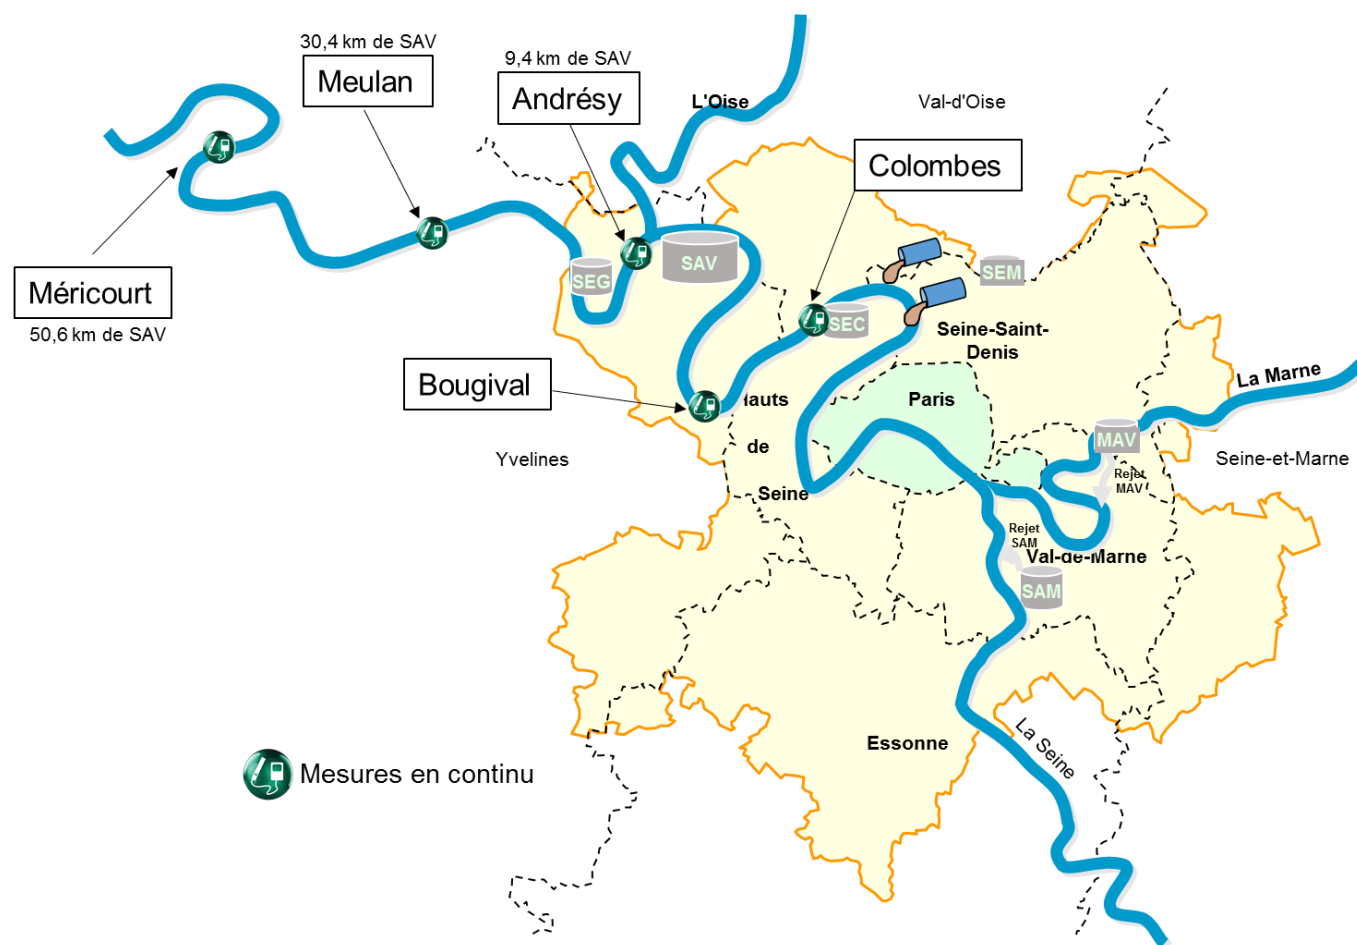 30,4 km de SAV
Meulan
9,4 km de SAV
Andrésy
L'Oise
Val-d'Oise
Colombes
Méricourt
50,6 km de SAV
SEG
SAV
SEM
SEC
Seine-Saint-
Denis
Bougival
La Marne
Paris
Hauts
de
Seine
MAV
Rejet
MAV
Yvelines
Seine-et-Marne
Rejet
SAM
Val-de-Marne
SAM
Essonne
La Seine
Mesures en continu